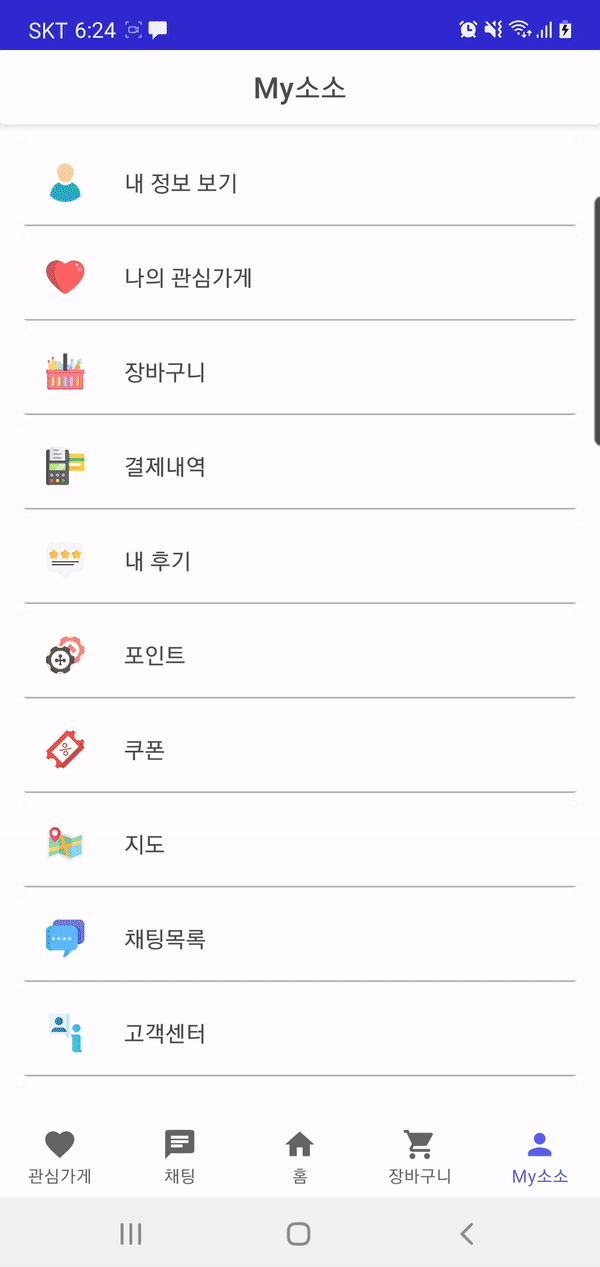 SKT 6:24
My소소
내 정보 보기
나의 관심가게
장바구니
결제내역
내 후기
포인트
쿠폰
지도
채팅목록
고객센터
관심가게 채팅 홈 장바구니 My소소